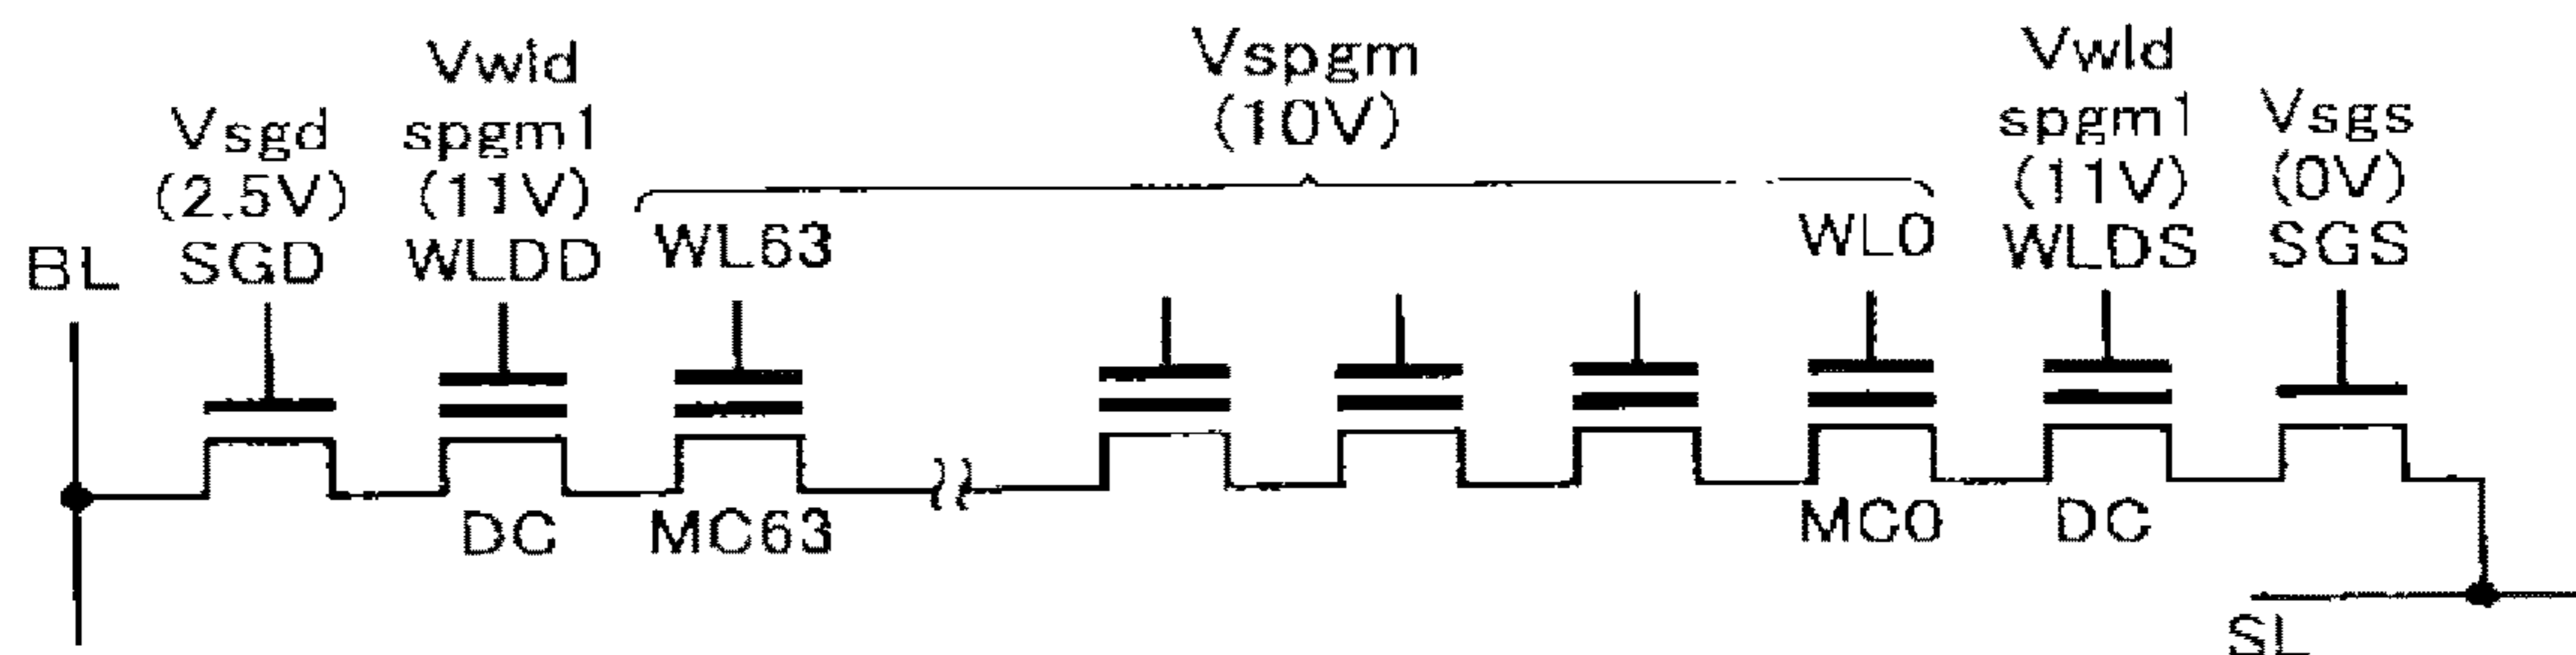 Vsgd
(2.5V)
SGD
Vwld
spgm1
(11V)
WLDD
Vspgm
(10V)
WL63
WL0
Vwld
spgm1
(11V)
WLDS
Vsgs
(0V)
SGS
BL
DC
MC63
MC0
DC
SL